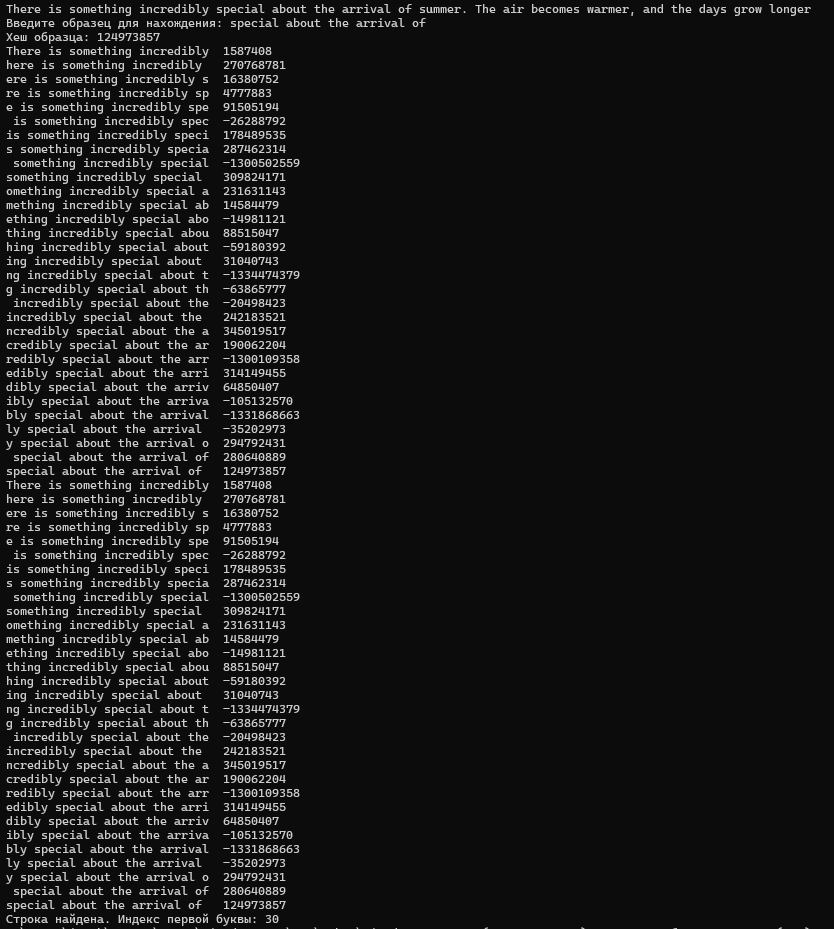 There is something incredibly special about the arrival of summer. The air becomes warmer, and the days grow longer
Введите образец для нахождения: special about the arrival of
Хеш образца: 124973857
There is something incredibly  1587408
here is something incredibly   270768781
ere is something incredibly s  16380752
re is something incredibly sp  4777883
e is something incredibly spe  91505194
 is something incredibly spec  -26288792
is something incredibly speci  178489535
s something incredibly specia  287462314
 something incredibly special  -1300502559
something incredibly special   309824171
omething incredibly special a  231631143
mething incredibly special ab  14584479
ething incredibly special abo  -14981121
thing incredibly special abou  88515047
hing incredibly special about  -59180392
ing incredibly special about   31040743
ng incredibly special about t  -1334474379
g incredibly special about th  -63865777
 incredibly special about the  -20498423
incredibly special about the   242183521
ncredibly special about the a  345019517
credibly special about the ar  190062204
redibly special about the arr  -1300109358
edibly special about the arri  314149455
dibly special about the arriv  64850407
ibly special about the arriva  -105132570
bly special about the arrival  -1331868663
ly special about the arrival   -35202973
y special about the arrival o  294792431
 special about the arrival of  280640889
special about the arrival of   124973857
There is something incredibly  1587408
here is something incredibly   270768781
ere is something incredibly s  16380752
re is something incredibly sp  4777883
e is something incredibly spe  91505194
 is something incredibly spec  -26288792
is something incredibly speci  178489535
s something incredibly specia  287462314
 something incredibly special  -1300502559
something incredibly special   309824171
omething incredibly special a  231631143
mething incredibly special ab  14584479
ething incredibly special abo  -14981121
thing incredibly special abou  88515047
hing incredibly special about  -59180392
ing incredibly special about   31040743
ng incredibly special about t  -1334474379
g incredibly special about th  -63865777
 incredibly special about the  -20498423
incredibly special about the   242183521
ncredibly special about the a  345019517
credibly special about the ar  190062204
redibly special about the arr  -1300109358
edibly special about the arri  314149455
dibly special about the arriv  64850407
ibly special about the arriva  -105132570
bly special about the arrival  -1331868663
ly special about the arrival   -35202973
y special about the arrival o  294792431
 special about the arrival of  280640889
special about the arrival of   124973857
Строка найдена. Индекс первой буквы: 30